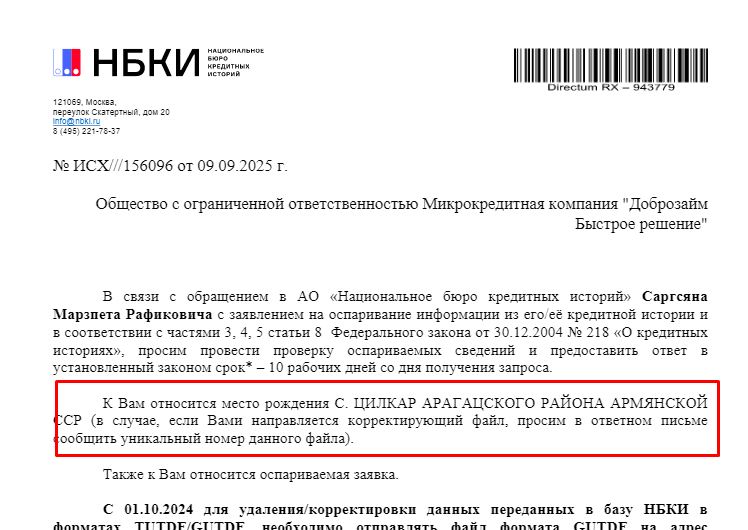 НБКИ
НАЦИОНАЛЬНОЕ
БЮРО
КРЕДИТНЫХ
ИСТОРИЙ
Directum RX – 943779
121069, Москва,
переулок Скатертный, дом 20
info@nbki.ru
8 (495) 221-78-37
№ ИСХ///156096 от 09.09.2025 г.
Общество с ограниченной ответственностью Микрокредитная компания "Доброзайм
Быстрое решение"
В связи с обращением в АО «Национальное бюро кредитных историй» Саргсяна
Марзпета Рафиковича с заявлением на оспаривание информации из его/её кредитной истории и
в соответствии с частями 3, 4, 5 статьи 8 Федерального закона от 30.12.2004 № 218 «О кредитных
историях», просим провести проверку оспариваемых сведений и предоставить ответ в
установленный законом срок* – 10 рабочих дней со дня получения запроса.
К Вам относится место рождения С. ЦИЛКАР АРАГАЦСКОГО РАЙОНА АРМЯНСКОЙ
ССР (в случае, если Вами направляется корректирующий файл, просим в ответном письме
сообщить уникальный номер данного файла).
Также к Вам относится оспариваемая заявка.
С 01.10.2024 для удаления/корректировки данных переданных в базу НБКИ в
форматах TUTDF/GUTDF, необходимо отправлять файл формата GUTDF на адрес